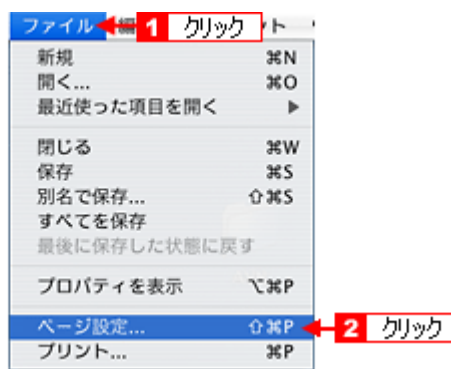 ファイル 1 クリック
新規 ⌘N
開く... ⌘O
最近使った項目を開く ▶
閉じる ⌘W
保存 ⌘S
別名で保存... ⇧⌘S
すべてを保存
最後に保存した状態に戻す
プロパティを表示 ⌥⌘P
ページ設定... ⇧⌘P 2 クリック
プリント... ⌘P